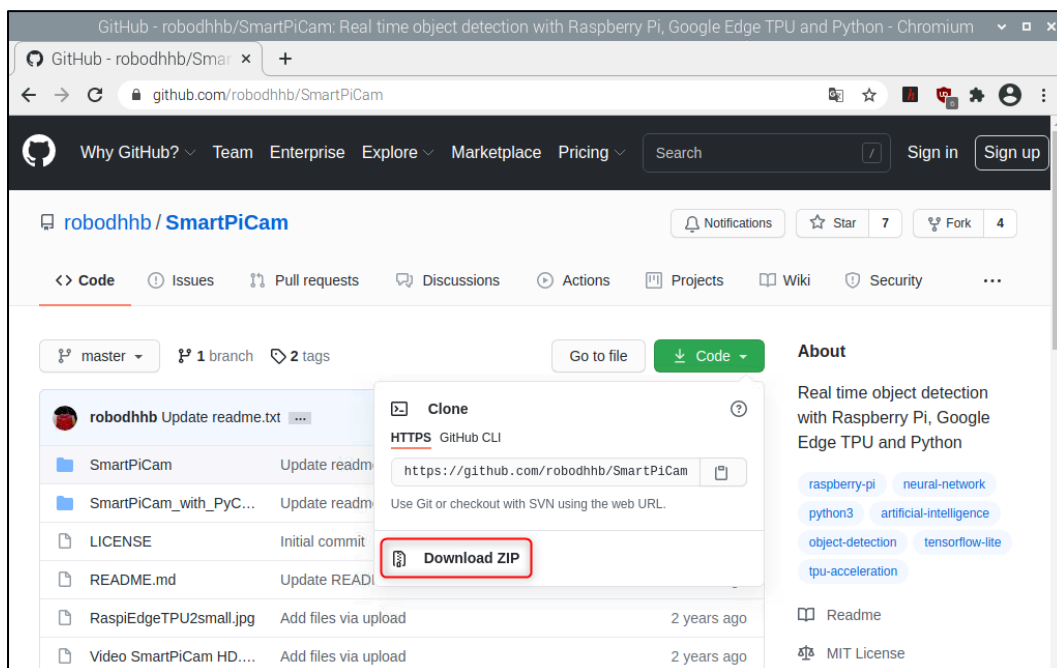 GitHub - robodhhb/SmartPiCam: Real time object detection with Raspberry Pi, Google Edge TPU and Python - Chromium
GitHub - robodhhb/Smar
github.com/robodhhb/SmartPiCam
6
Why GitHub? Team Enterprise Explore Marketplace Pricing Search / Sign in Sign up
robodhhb / SmartPiCam Notifications Star 7 Fork 4
<> Code Issues Pull requests Discussions Actions Projects Wiki Security ...
master 1 branch 2 tags Go to file Code
About
Real time object detection
with Raspberry Pi, Google
Edge TPU and Python
raspberry-pi neural-network
python3 artificial-intelligence
object-detection tensorflow-lite
tpu-acceleration
Readme
MIT License
robodhhb Update readme.txt ...
SmartPiCam Update readm
SmartPiCam_with_PyC... Update readm
LICENSE Initial commit
README.md Update READ
RaspiEdgeTPU2small.jpg Add files via upload 2 years ago
Video SmartPiCam HD.... Add files via upload 2 years ago
Clone
HTTPS GitHub CLI
https://github.com/robodhhb/SmartPiCam
Use Git or checkout with SVN using the web URL.
Download ZIP